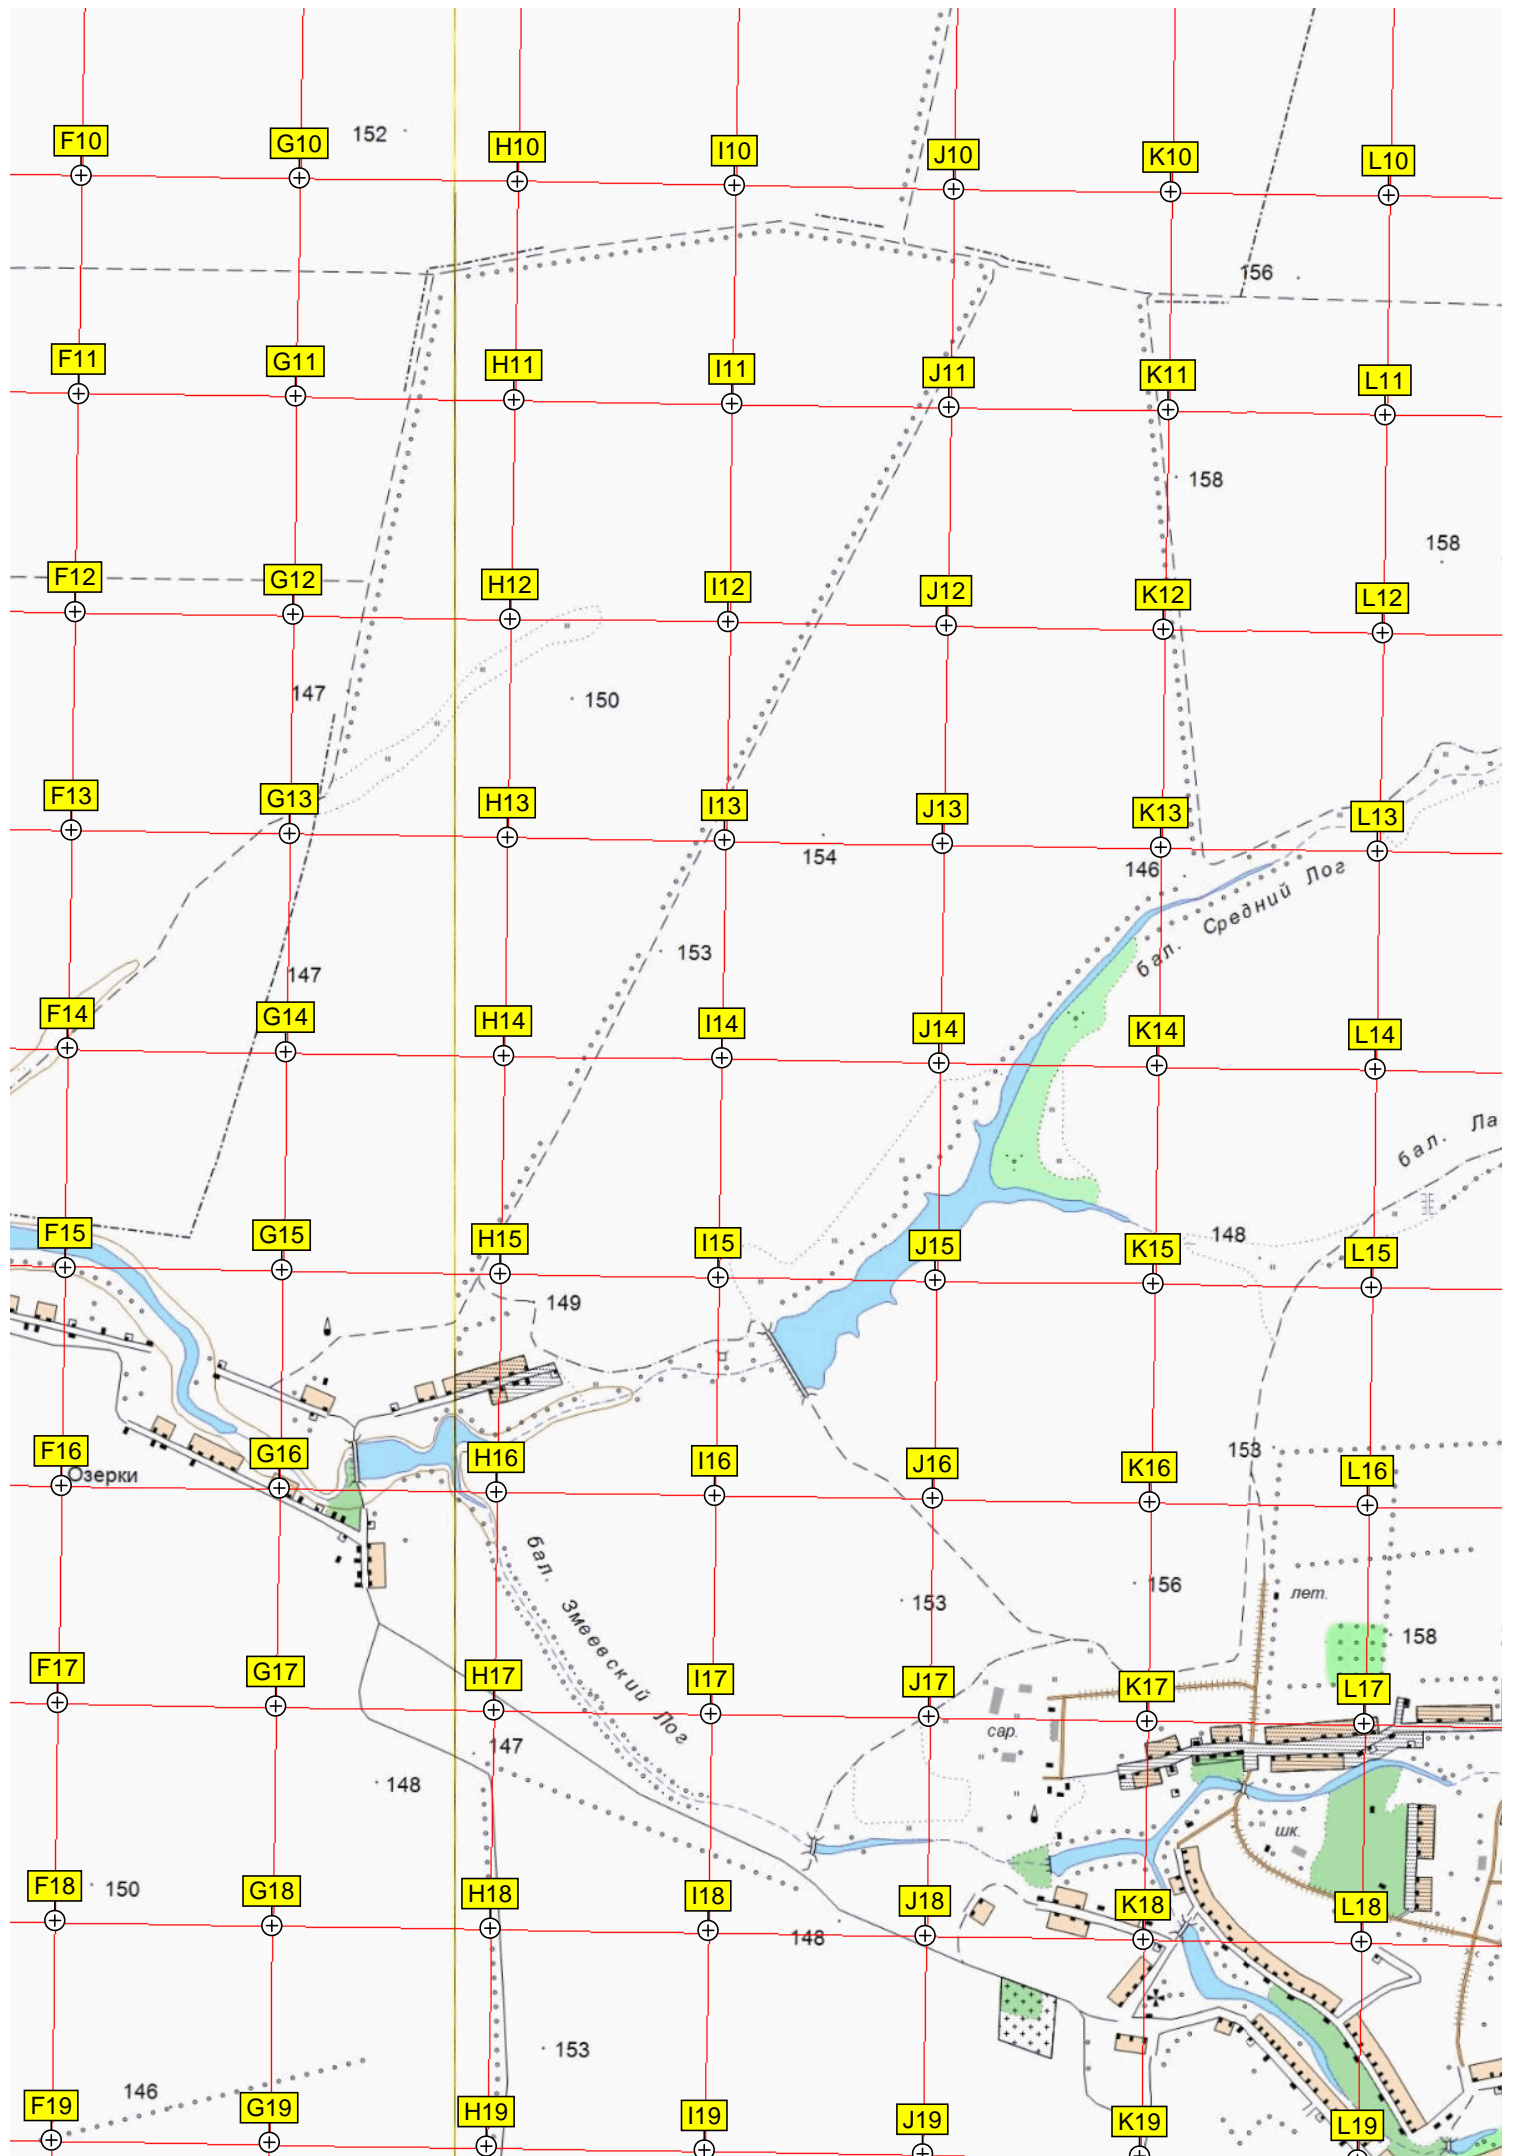 F10 G10 152 H10 I10 J10 K10 L10
156
F11 G11 H11 I11 J11 K11 L11
158
158
F12 G12 H12 I12 J12 K12 L12
147 150
F13 G13 H13 I13 J13 K13 L13
154 146
бал. Средний Лог
147 153
F14 G14 H14 I14 J14 K14 L14
бал. Ла
148
F15 G15 H15 I15 J15 K15 L15
149
153
F16 G16 H16 I16 J16 K16 L16
Озерки
бал. Змеевский Лог
153 156 лет.
158
F17 G17 H17 I17 J17 K17 L17
147 сар.
148
шк.
F18 150 G18 H18 I18 J18 K18 L18
148
153
146
F19 G19 H19 I19 J19 K19 L19